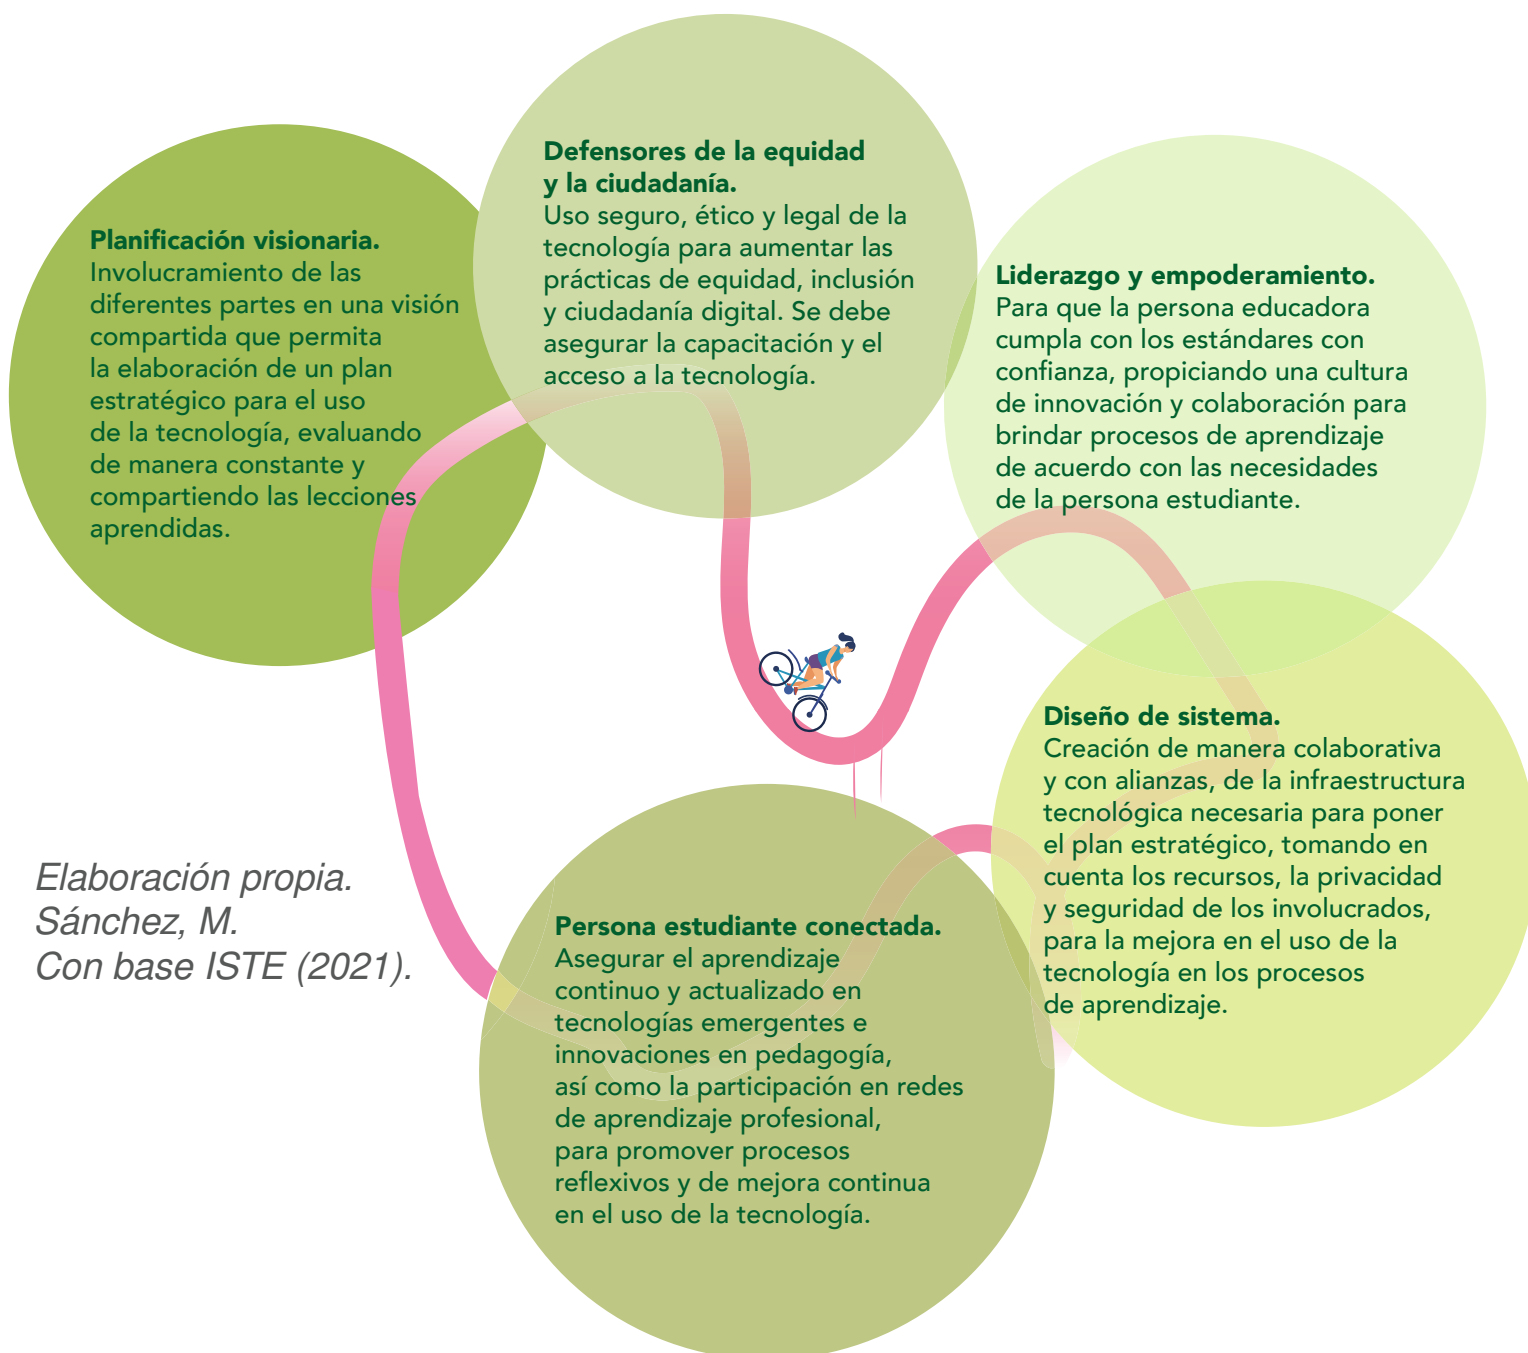 Defensores de la equidad
y la ciudadanía.
Uso seguro, ético y legal de la
tecnología para aumentar las
prácticas de equidad, inclusión
y ciudadanía digital. Se debe
asegurar la capacitación y el
acceso a la tecnología.
Planificación visionaria.
Involucramiento de las
diferentes partes en una visión
compartida que permita
la elaboración de un plan
estratégico para el uso
de la tecnología, evaluando
de manera constante y
compartiendo las lecciones
aprendidas.
Liderazgo y empoderamiento.
Para que la persona educadora
cumpla con los estándares con
confianza, propiciando una cultura
de innovación y colaboración para
brindar procesos de aprendizaje
de acuerdo con las necesidades
de la persona estudiante.
Diseño de sistema.
Creación de manera colaborativa
y con alianzas, de la infraestructura
tecnológica necesaria para poner
el plan estratégico, tomando en
cuenta los recursos, la privacidad
y seguridad de los involucrados,
para la mejora en el uso de la
tecnología en los procesos
de aprendizaje.
Elaboración propia.
Sánchez, M.
Con base ISTE (2021).
Persona estudiante conectada.
Asegurar el aprendizaje
continuo y actualizado en
tecnologías emergentes e
innovaciones en pedagogía,
así como la participación en redes
de aprendizaje profesional,
para promover procesos
reflexivos y de mejora continua
en el uso de la tecnología.